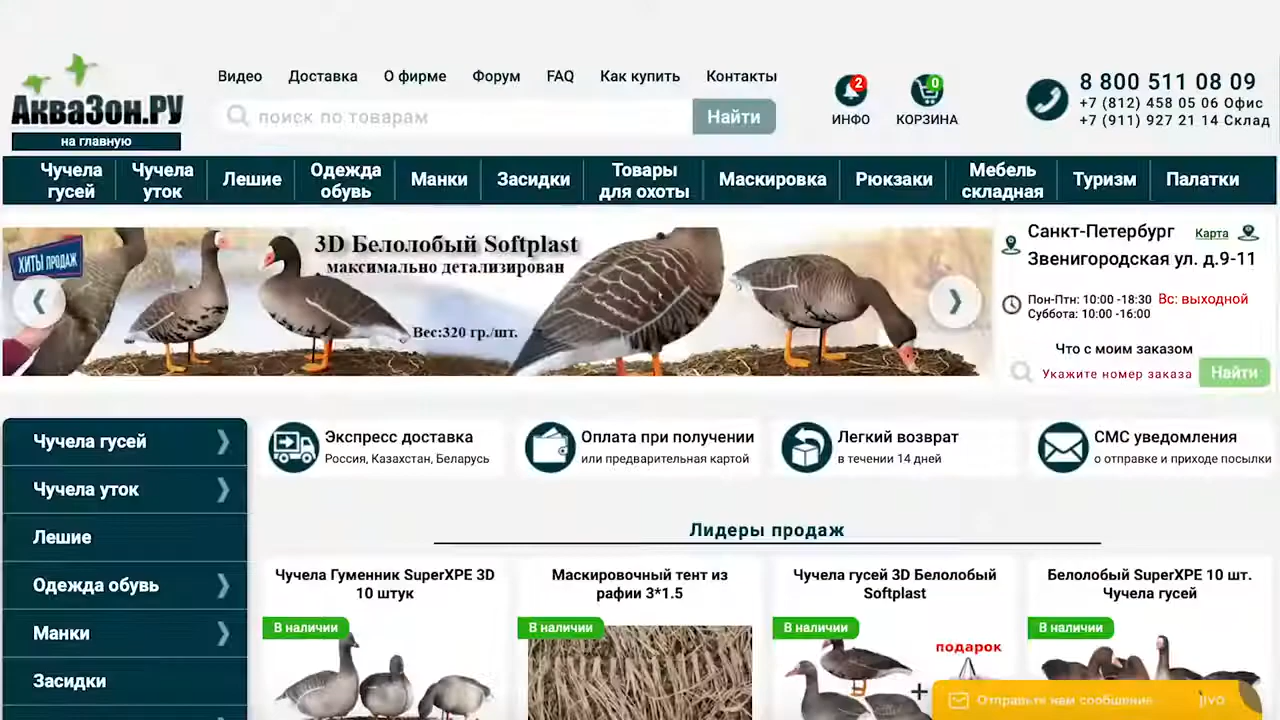 АкваЗон.РУ
на главную
Видео Доставка О фирме Форум FAQ Как купить Контакты
поиск по товарам Найти
2
ИНФО
0
КОРЗИНА
8 800 511 08 09
+7 (812) 458 05 06 Офис
+7 (911) 927 21 14 Склад
Чучела гусей
Чучела уток
Лешие
Одежда обувь
Манки
Засидки
Товары для охоты
Маскировка
Рюкзаки
Мебель складная
Туризм
Палатки
ХИТЫ ПРОДАЖ
3D Белолобый Softplast
максимально детализирован
Вес:320 гр./шт.
Санкт-Петербург Карта
Звенигородская ул. д.9-11
Пон-Птн: 10:00 -18:30 Вс: выходной
Суббота: 10:00 -16:00
Что с моим заказом
Укажите номер заказа Найти
Чучела гусей
Чучела уток
Лешие
Одежда обувь
Манки
Засидки
Экспресс доставка
Россия, Казахстан, Беларусь
Оплата при получении
или предварительная картой
Легкий возврат
в течении 14 дней
СМС уведомления
о отправке и приходе посылки
Лидеры продаж
Чучела Гуменник SuperXPE 3D
10 штук
В наличии
Маскировочный тент из
рафии 3*1.5
В наличии
Чучела гусей 3D Белолобый
Softplast
В наличии
подарок
+
Белолобый SuperXPE 10 шт.
Чучела гусей
В наличии
Отправьте нам сообщение jivo